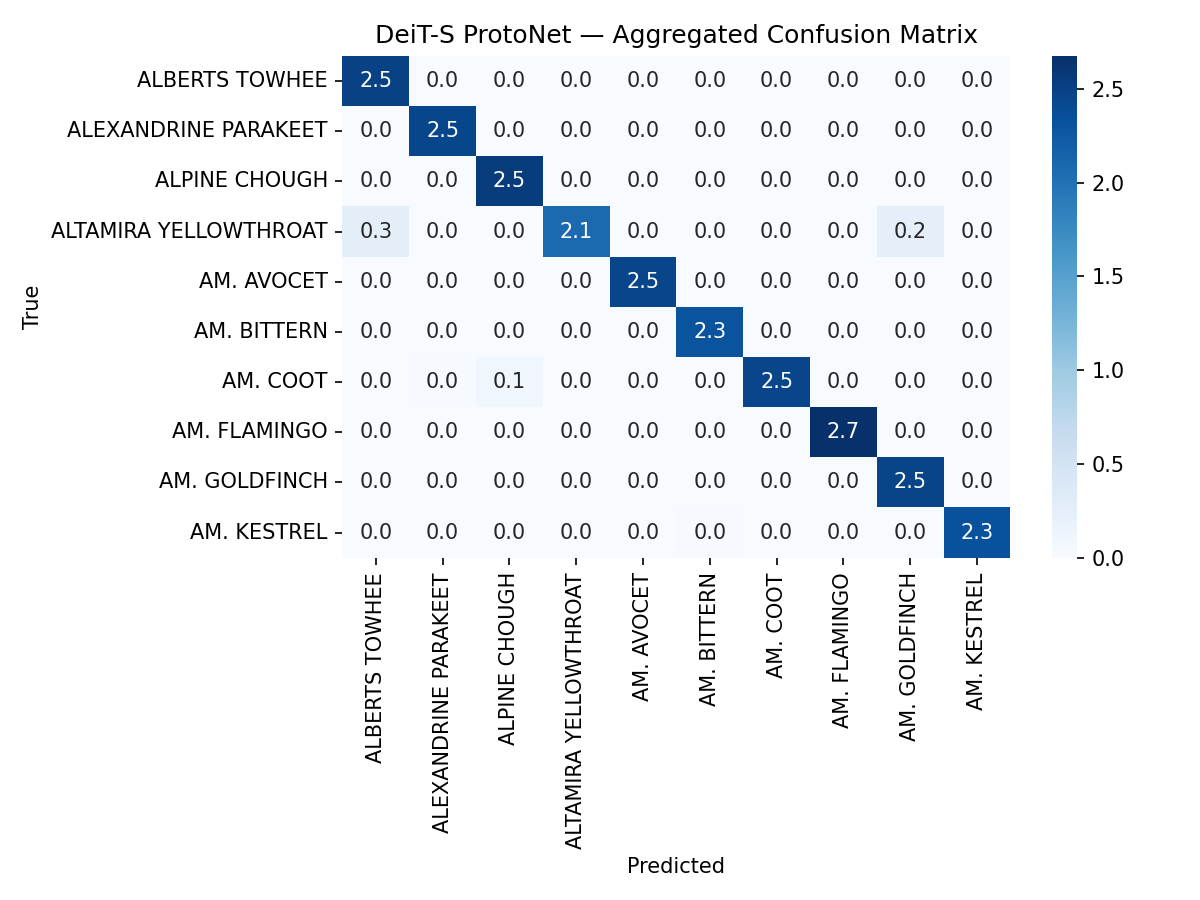 DeiT-S ProtoNet — Aggregated Confusion Matrix
ALBERTS TOWHEE 2.5 0.0 0.0 0.0 0.0 0.0 0.0 0.0 0.0 0.0
ALEXANDRINE PARAKEET 0.0 2.5 0.0 0.0 0.0 0.0 0.0 0.0 0.0 0.0
ALPINE CHOUGH 0.0 0.0 2.5 0.0 0.0 0.0 0.0 0.0 0.0 0.0
ALTAMIRA YELLOWTHROAT 0.3 0.0 0.0 2.1 0.0 0.0 0.0 0.0 0.2 0.0
AM. AVOCET 0.0 0.0 0.0 0.0 2.5 0.0 0.0 0.0 0.0 0.0
AM. BITTERN 0.0 0.0 0.0 0.0 0.0 2.3 0.0 0.0 0.0 0.0
AM. COOT 0.0 0.0 0.1 0.0 0.0 0.0 2.5 0.0 0.0 0.0
AM. FLAMINGO 0.0 0.0 0.0 0.0 0.0 0.0 0.0 2.7 0.0 0.0
AM. GOLDFINCH 0.0 0.0 0.0 0.0 0.0 0.0 0.0 0.0 2.5 0.0
AM. KESTREL 0.0 0.0 0.0 0.0 0.0 0.0 0.0 0.0 0.0 2.3
True
ALBERTS TOWHEE
ALEXANDRINE PARAKEET
ALPINE CHOUGH
ALTAMIRA YELLOWTHROAT
AM. AVOCET
AM. BITTERN
AM. COOT
AM. FLAMINGO
AM. GOLDFINCH
AM. KESTREL
Predicted
2.5
2.0
1.5
1.0
0.5
0.0